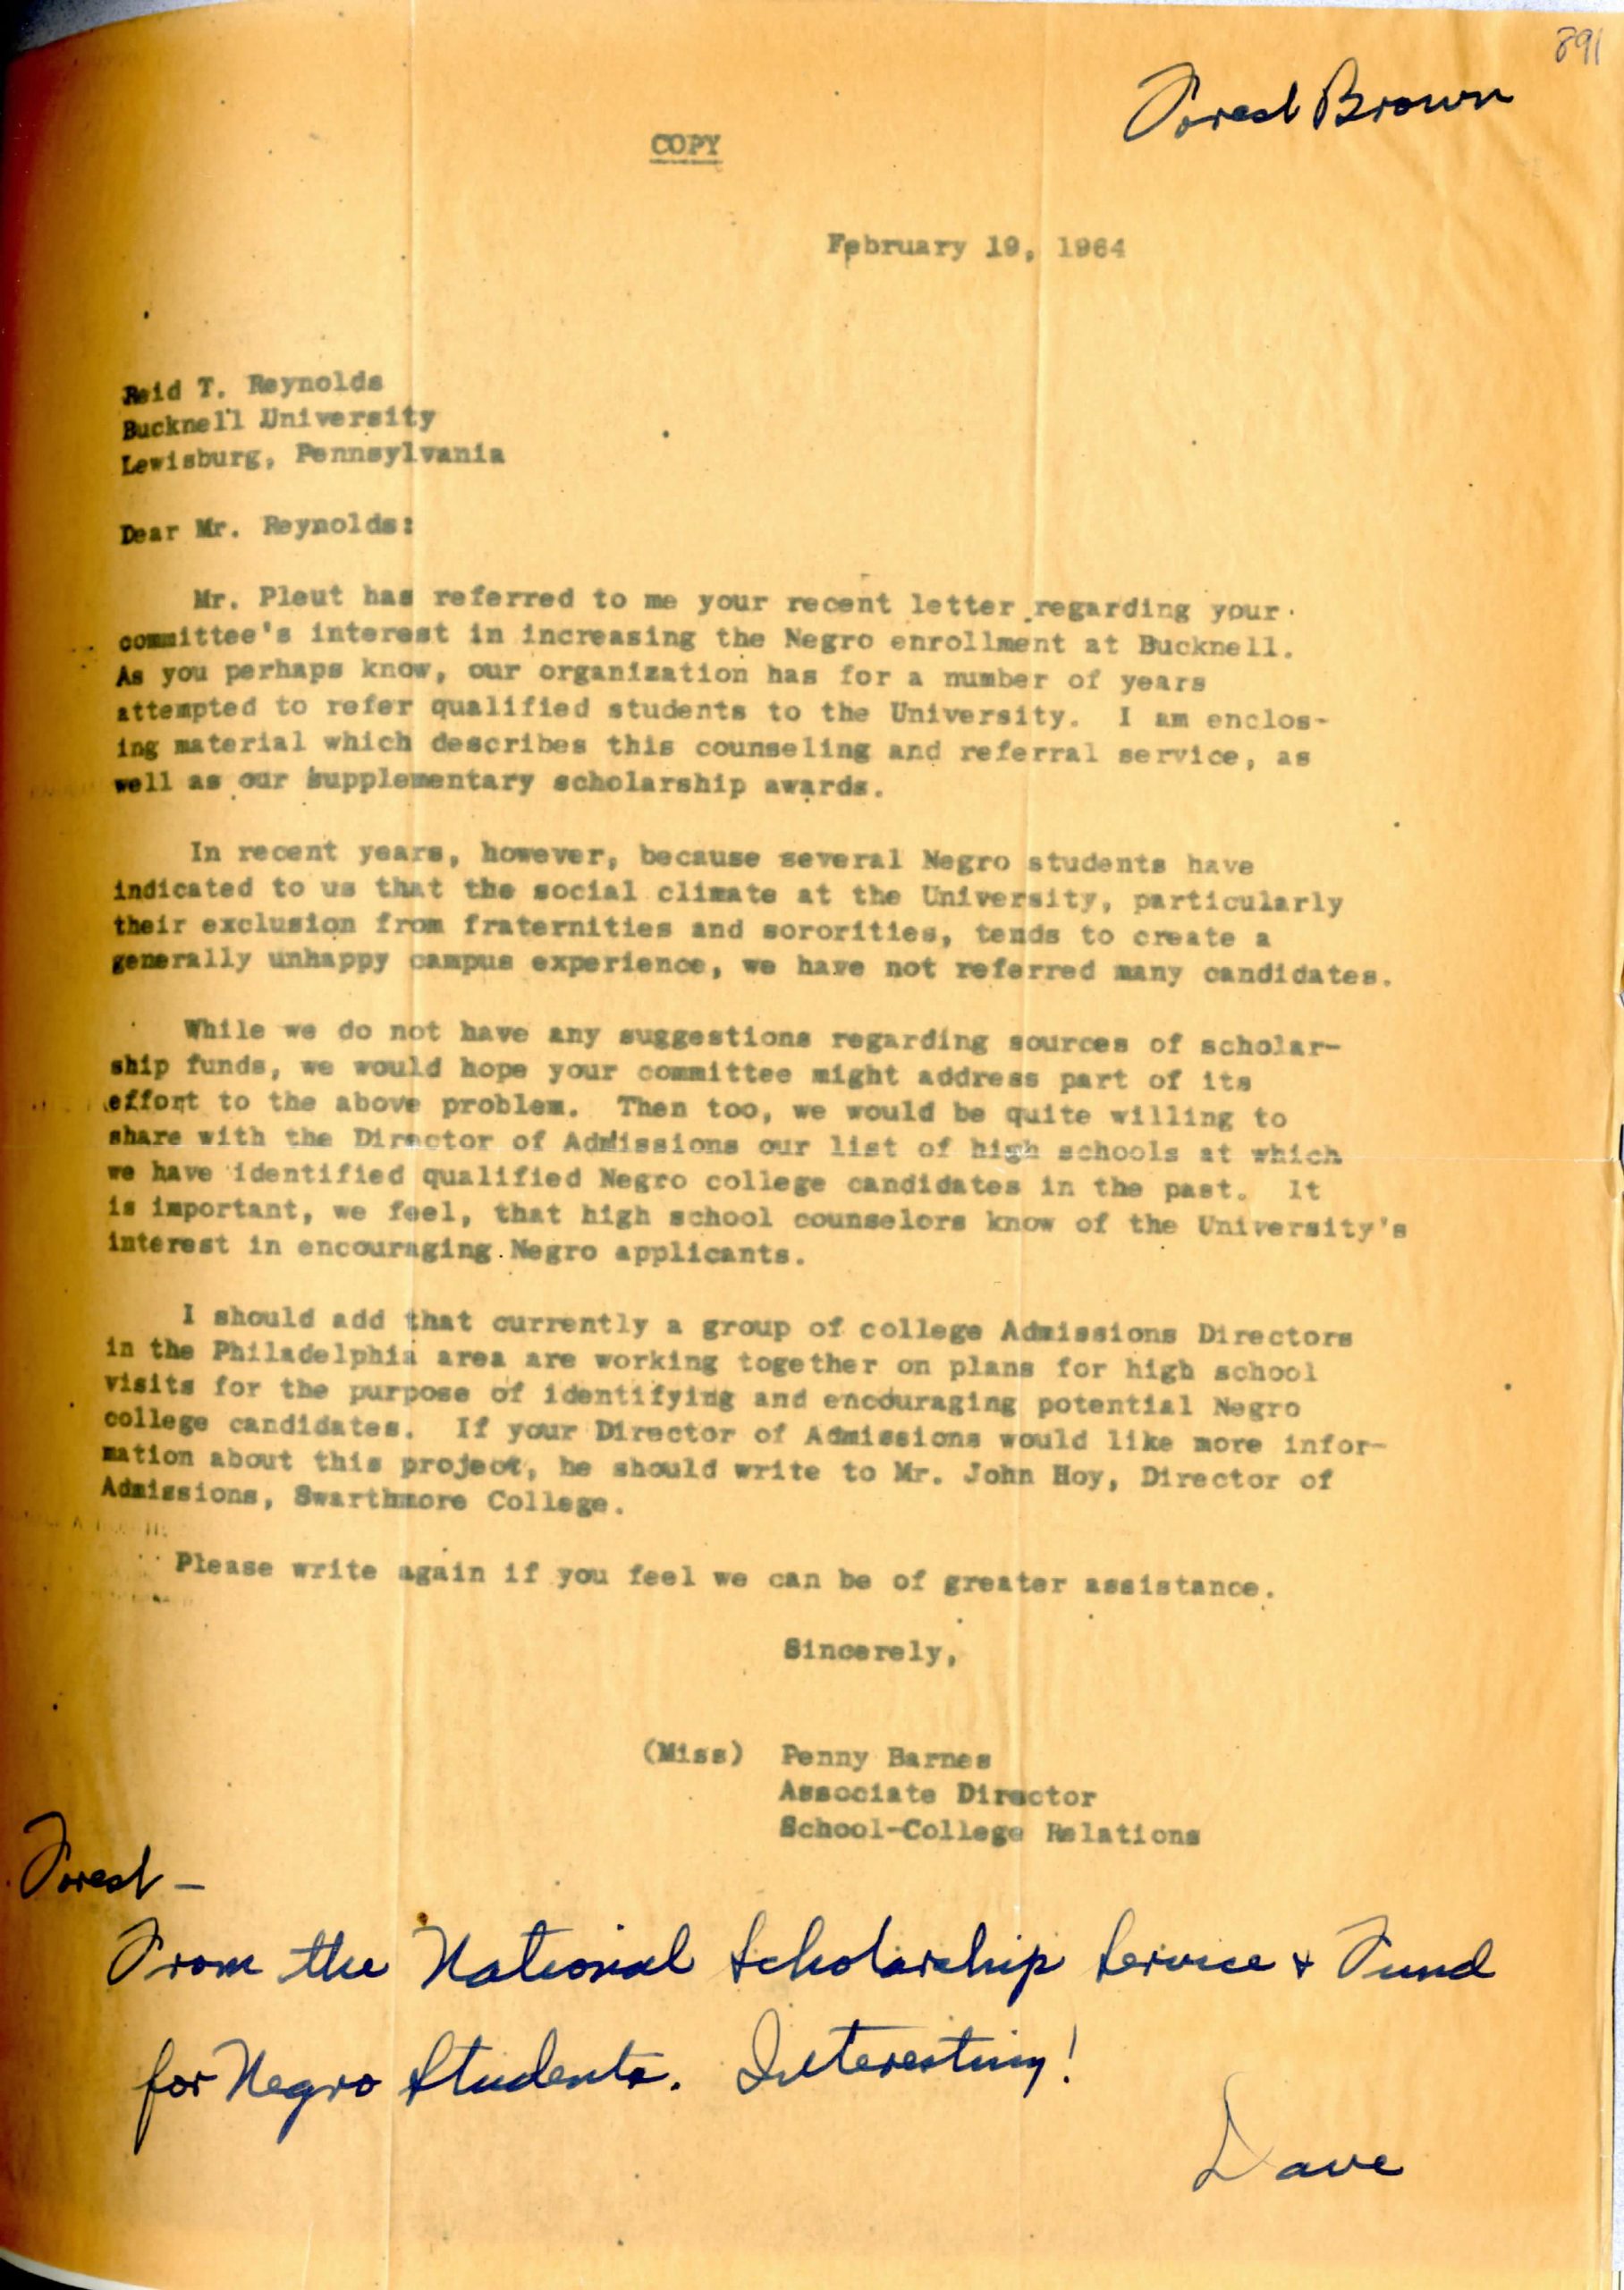 891
Forest Brown
COPY
February 19, 1964
Reid T. Reynolds
Bucknell University
Lewisburg, Pennsylvania
Dear Mr. Reynolds:
Mr. Pleut has referred to me your recent letter regarding your
committee's interest in increasing the Negro enrollment at Bucknell.
As you perhaps know, our organization has for a number of years
attempted to refer qualified students to the University. I am enclos-
ing material which describes this counseling and referral service, as
well as our supplementary scholarship awards.
In recent years, however, because several Negro students have
indicated to us that the social climate at the University, particularly
their exclusion from fraternities and sororities, tends to create a
generally unhappy campus experience, we have not referred many candidates.
While we do not have any suggestions regarding sources of scholar-
ship funds, we would hope your committee might address part of its
effort to the above problem. Then too, we would be quite willing to
share with the Director of Admissions our list of high schools at which
we have identified qualified Negro college candidates in the past. It
is important, we feel, that high school counselors know of the University's
interest in encouraging Negro applicants.
I should add that currently a group of college Admissions Directors
in the Philadelphia area are working together on plans for high school
visits for the purpose of identifying and encouraging potential Negro
college candidates. If your Director of Admissions would like more infor-
mation about this project, he should write to Mr. John Hoy, Director of
Admissions, Swarthmore College.
Please write again if you feel we can be of greater assistance.
Sincerely,
(Miss) Penny Barnes
Associate Director
School-College Relations
Forest -
From the National Scholarship Service & Fund
for Negro Students. Interesting!
Dave